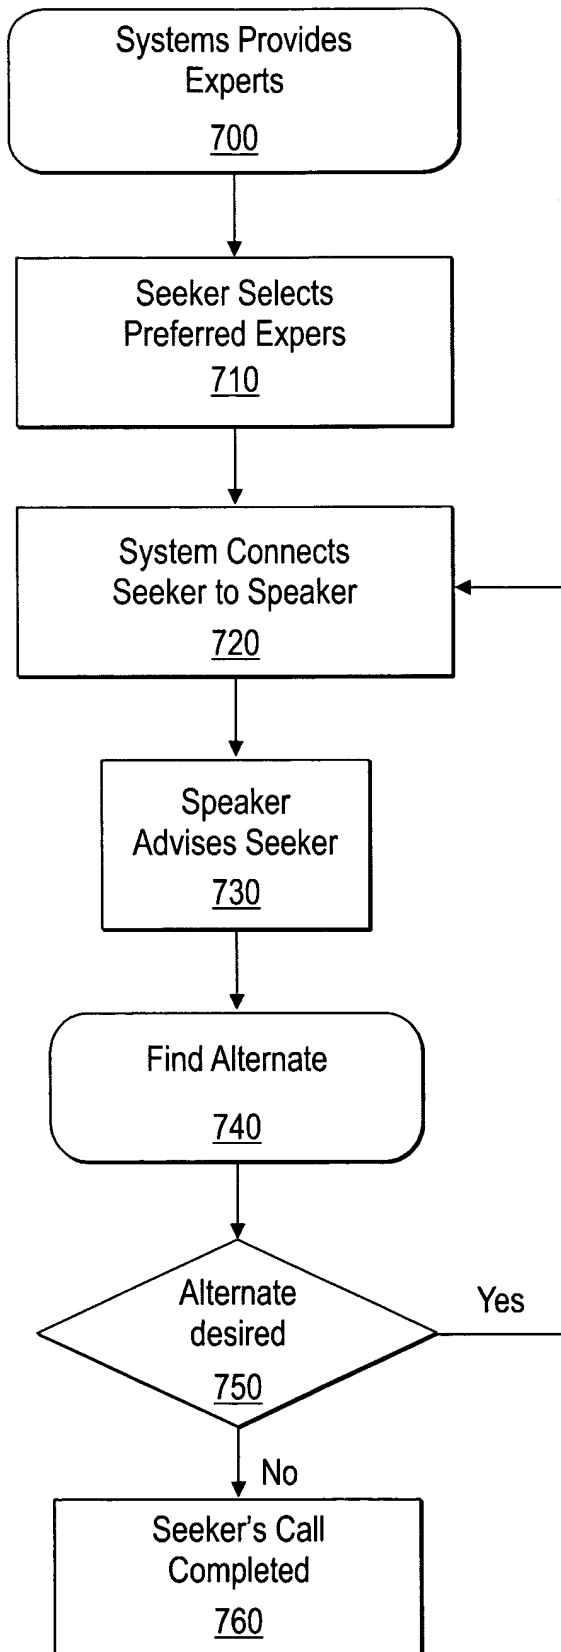 Systems Provides
Experts
700
Seeker Selects
Preferred Expers
710
System Connects
Seeker to Speaker
720
Speaker
Advises Seeker
730
Find Alternate
740
Alternate
desired
750
Yes
No
Seeker's Call
Completed
760